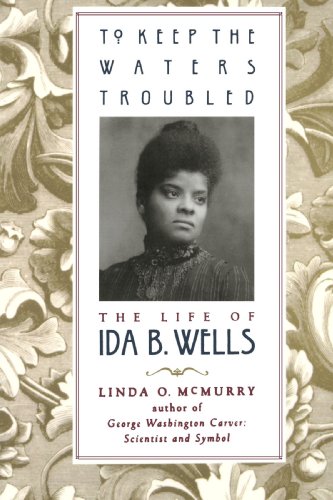 TO KEEP THE
WATERS
TROUBLED
THE LIFE OF
IDA B. WELLS
LINDA O. MCMURRY
author of
George Washington Carver:
Scientist and Symbol